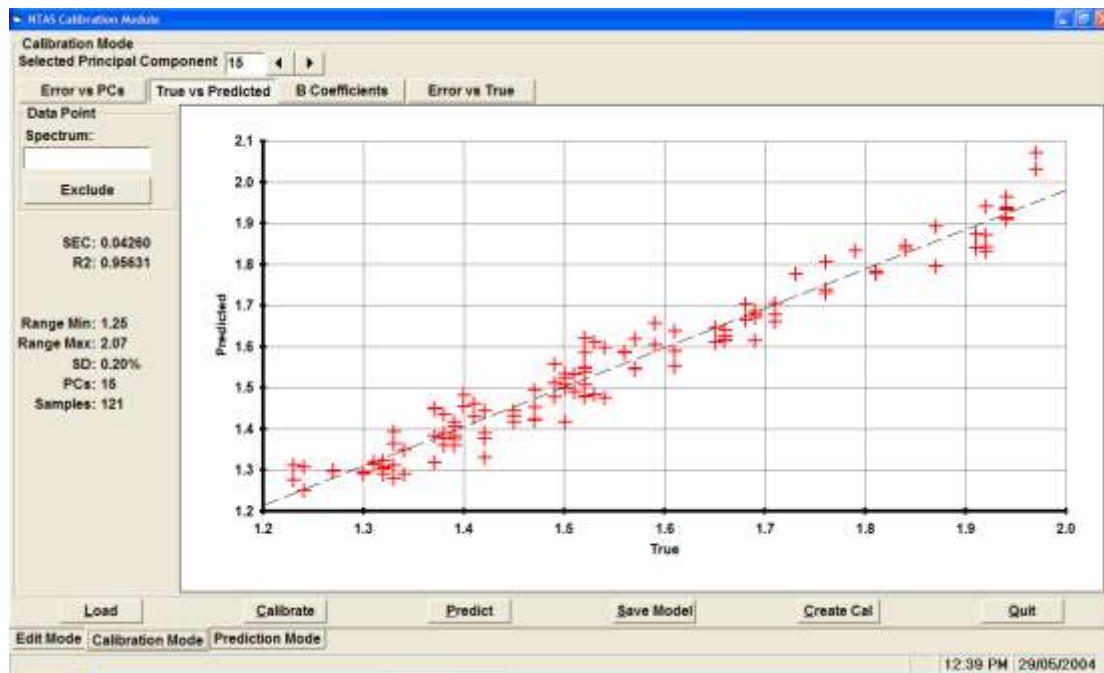 NTAS Calibration Module
Calibration Mode
Selected Principal Component 15
Error vs PCs True vs Predicted B Coefficients Error vs True
Data Point
Spectrum:
Exclude
SEC: 0.04260
R2: 0.95631
Range Min: 1.25
Range Max: 2.07
SD: 0.20%
PCs: 15
Samples: 121
2.1
2.0
1.9
1.8
1.7
1.6
1.5
1.4
1.3
1.2
Predicted
1.2 1.3 1.4 1.5 1.6 1.7 1.8 1.9 2.0
True
Load Calibrate Predict Save Model Create Cal Quit
Edit Mode Calibration Mode Prediction Mode
12:39 PM 29/05/2004